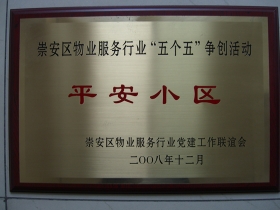 崇安区物业服务行业“五个五”争创活动
平安小区
崇安区物业服务行业党建工作联谊会
二〇〇八年十二月